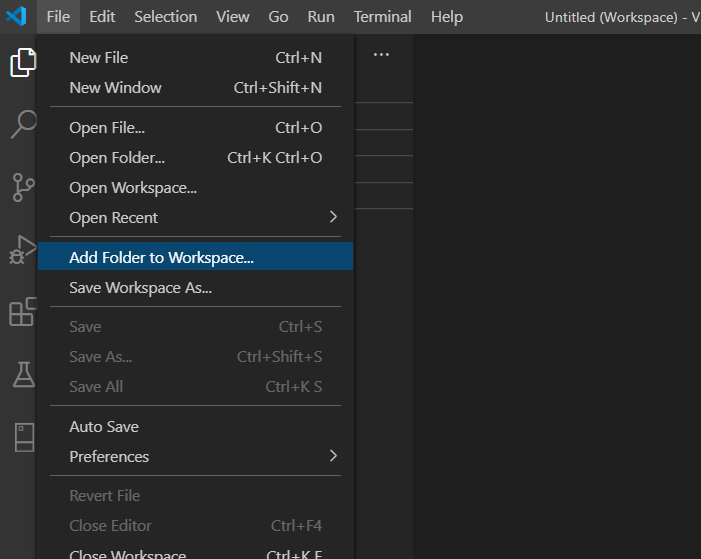 File Edit Selection View Go Run Terminal Help Untitled (Workspace) - V
New File Ctrl+N
New Window Ctrl+Shift+N
Open File... Ctrl+O
Open Folder... Ctrl+K Ctrl+O
Open Workspace...
Open Recent
Add Folder to Workspace...
Save Workspace As...
Save Ctrl+S
Save As... Ctrl+Shift+S
Save All Ctrl+K S
Auto Save
Preferences
Revert File
Close Editor Ctrl+F4
Close Workspace Ctrl+K F